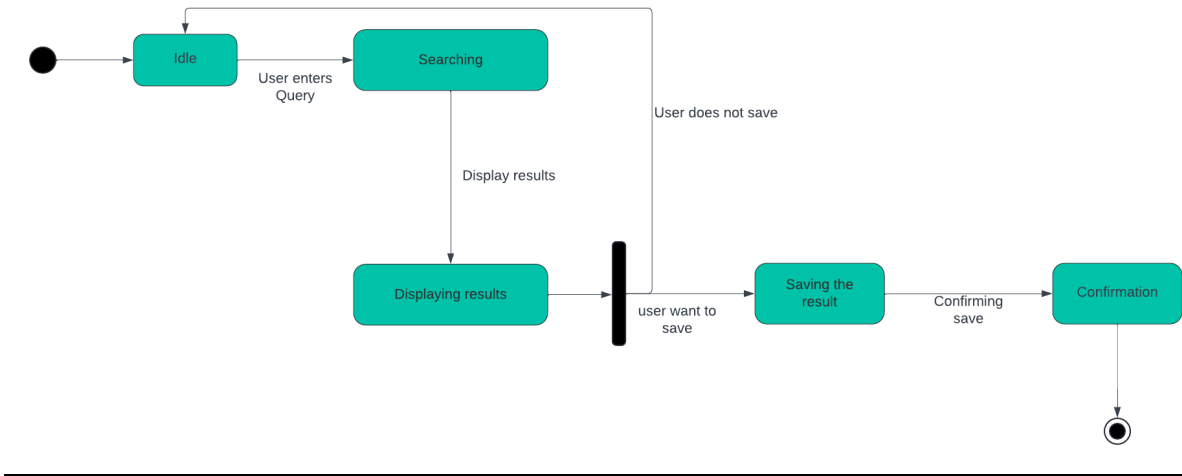 Idle
User enters
Query
Searching
User does not save
Display results
Displaying results
user want to
save
Saving the
result
Confirming
save
Confirmation